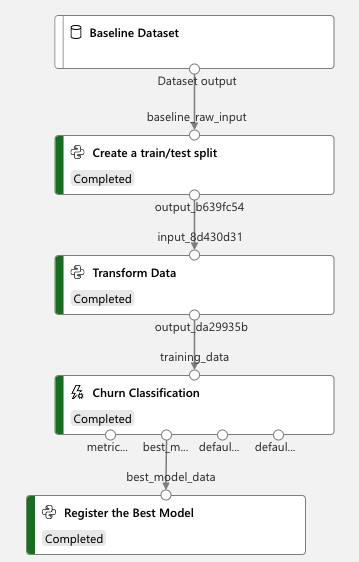 Baseline Dataset
Dataset output
baseline_raw_input
Create a train/test split
Completed
output_b639fc54
input_8d430d31
Transform Data
Completed
output_da29935b
training_data
Churn Classification
Completed
metric... best_m... defaul... defaul...
best_model_data
Register the Best Model
Completed